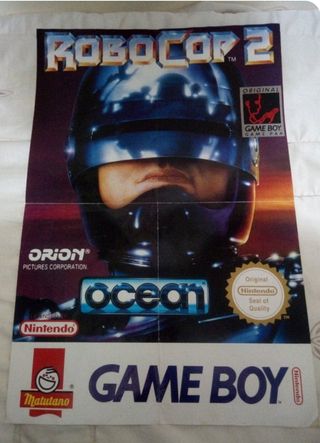 ROBOCOP 2
TM
ORIGINAL
GAME BOY
GAME PAK
ORION®
PICTURES CORPORATION
ocean
Original
Nintendo
Seal of
Quality
TM
Nintendo
Matutano
GAME BOY
Nintendo